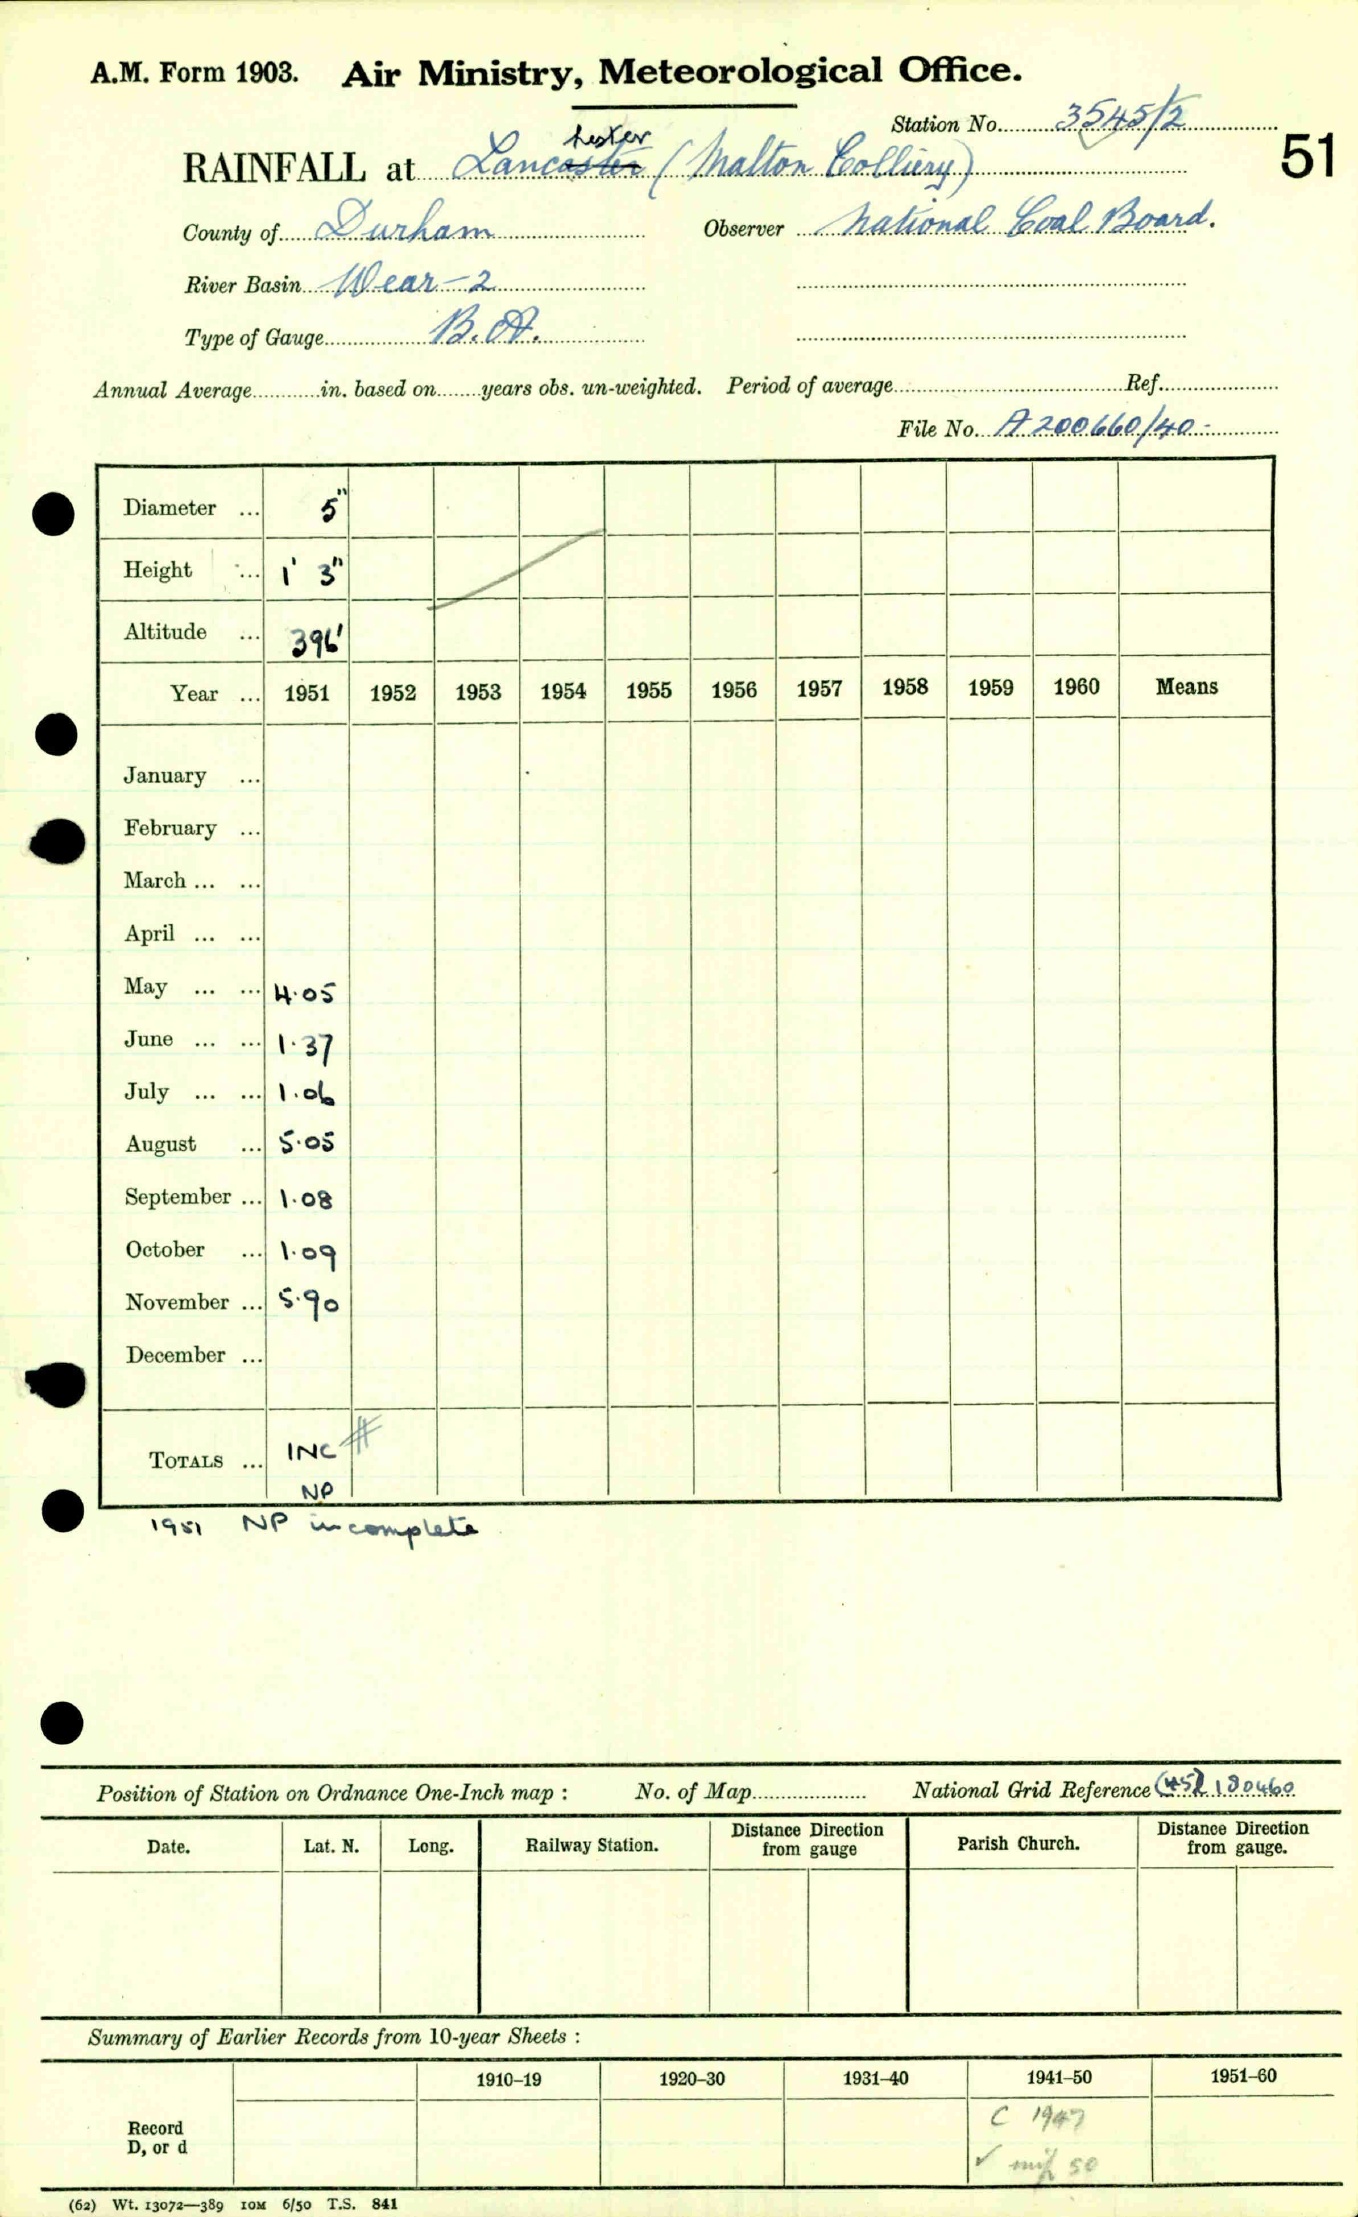 A.M. Form 1903. Air Ministry, Meteorological Office.
Station No. 3545/2
51
chester
RAINFALL at Lancaster (Malton Colliery)
County of Durham Observer National Coal Board.
River Basin Wear-2
Type of Gauge B.A.
Annual Average in. based on years obs. un-weighted. Period of average Ref.
File No. A200660/40-
Diameter ... 5"
Height ... 1' 3"
Altitude ... 396'
Year ... 1951 1952 1953 1954 1955 1956 1957 1958 1959 1960 Means
January ...
February ...
March ... ...
April ... ...
May ... ... 4.05
June ... ... 1.37
July ... ... 1.06
August ... 5.05
September ... 1.08
October ... 1.09
November ... 5.90
December ...
TOTALS ... INC #
NP
1951 NP incomplete
Position of Station on Ordnance One-Inch map : No. of Map National Grid Reference (45) 180460
Date. Lat. N. Long. Railway Station. Distance Direction from gauge Parish Church. Distance Direction from gauge.
Summary of Earlier Records from 10-year Sheets :
1910–19 1920–30 1931–40 1941–50 1951–60
Record C 1947
D, or d ✓ 50
(62) Wt. 13072—389 10M 6/50 T.S. 841